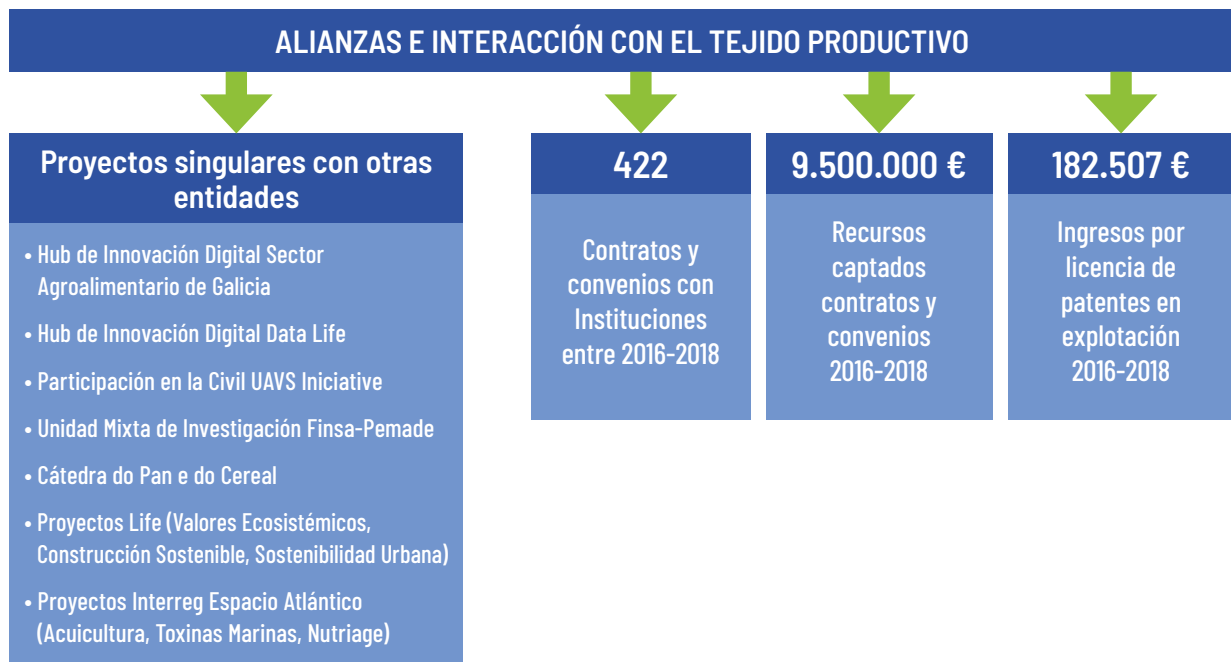 ALIANZAS E INTERACCIÓN CON EL TEJIDO PRODUCTIVO
Proyectos singulares con otras
entidades
• Hub de Innovación Digital Sector
Agroalimentario de Galicia
• Hub de Innovación Digital Data Life
• Participación en la Civil UAVS Iniciative
• Unidad Mixta de Investigación Finsa-Pemade
• Cátedra do Pan e do Cereal
• Proyectos Life (Valores Ecosistémicos,
Construcción Sostenible, Sostenibilidad Urbana)
• Proyectos Interreg Espacio Atlántico
(Acuicultura, Toxinas Marinas, Nutriage)
422
Contratos y
convenios con
Instituciones
entre 2016-2018
9.500.000 €
Recursos
captados
contratos y
convenios
2016-2018
182.507 €
Ingresos por
licencia de
patentes en
explotación
2016-2018